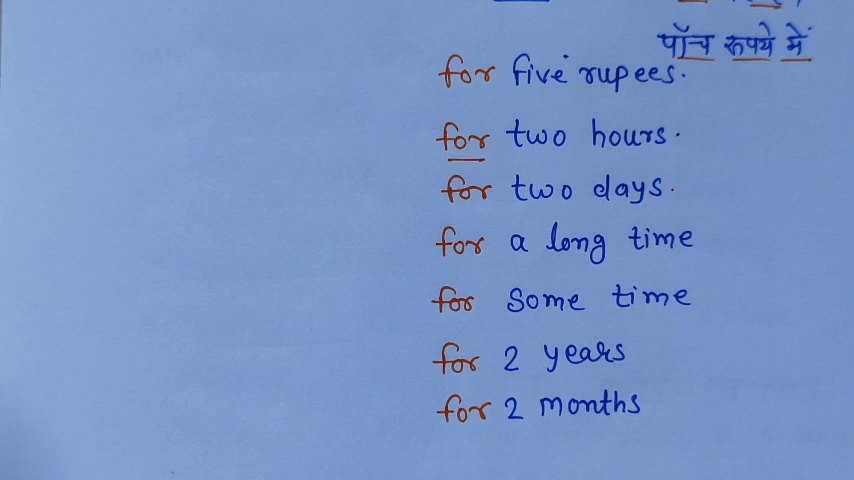 पाँच रूपये में
for five rupees.
for two hours.
for two days.
for a long time
for some time
for 2 years
for 2 months